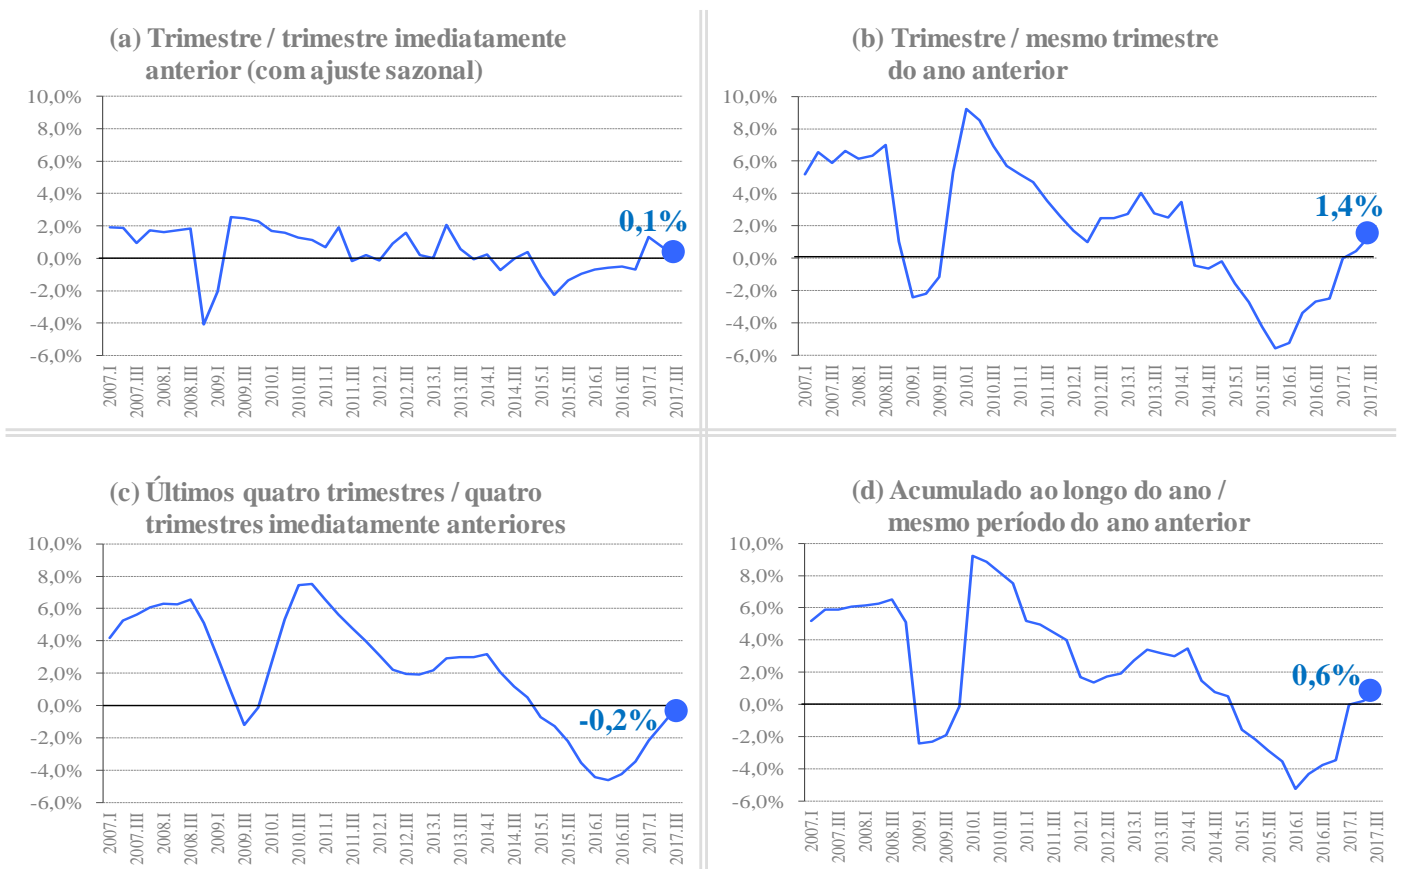 (a) Trimestre / trimestre imediatamente
anterior (com ajuste sazonal)
10,0%
8,0%
6,0%
4,0%
2,0%
0,0%
-2,0%
-4,0%
-6,0%
0,1%
2007.I
2007.III
2008.I
2008.III
2009.I
2009.III
2010.I
2010.III
2011.I
2011.III
2012.I
2012.III
2013.I
2013.III
2014.I
2014.III
2015.I
2015.III
2016.I
2016.III
2017.I
2017.III
(b) Trimestre / mesmo trimestre
do ano anterior
10,0%
8,0%
6,0%
4,0%
2,0%
0,0%
-2,0%
-4,0%
-6,0%
1,4%
2007.I
2007.III
2008.I
2008.III
2009.I
2009.III
2010.I
2010.III
2011.I
2011.III
2012.I
2012.III
2013.I
2013.III
2014.I
2014.III
2015.I
2015.III
2016.I
2016.III
2017.I
2017.III
(c) Últimos quatro trimestres / quatro
trimestres imediatamente anteriores
10,0%
8,0%
6,0%
4,0%
2,0%
0,0%
-2,0%
-4,0%
-6,0%
-0,2%
2007.I
2007.III
2008.I
2008.III
2009.I
2009.III
2010.I
2010.III
2011.I
2011.III
2012.I
2012.III
2013.I
2013.III
2014.I
2014.III
2015.I
2015.III
2016.I
2016.III
2017.I
2017.III
(d) Acumulado ao longo do ano /
mesmo período do ano anterior
10,0%
8,0%
6,0%
4,0%
2,0%
0,0%
-2,0%
-4,0%
-6,0%
0,6%
2007.I
2007.III
2008.I
2008.III
2009.I
2009.III
2010.I
2010.III
2011.I
2011.III
2012.I
2012.III
2013.I
2013.III
2014.I
2014.III
2015.I
2015.III
2016.I
2016.III
2017.I
2017.III